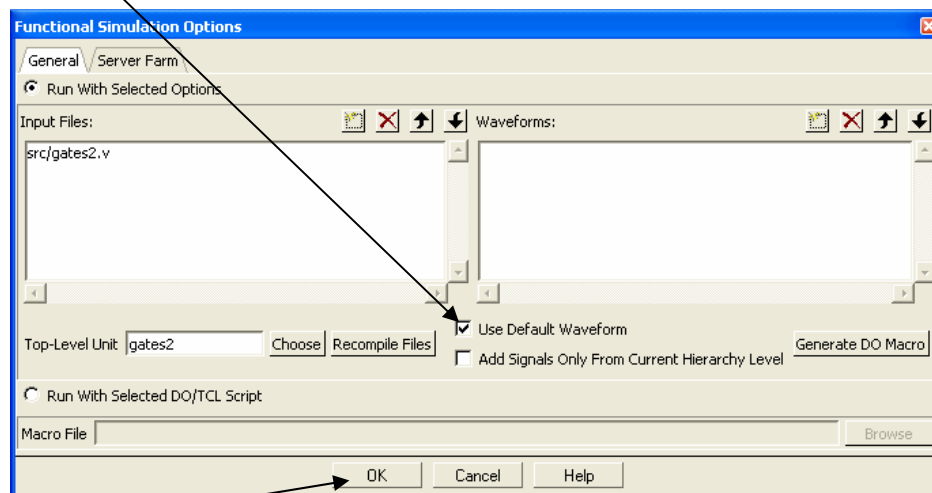 Functional Simulation Options
General Server Farm
Run With Selected Options
Input Files: Waveforms:
src/gates2.v
Use Default Waveform
Top-Level Unit gates2 Choose Recompile Files Generate DO Macro
Add Signals Only From Current Hierarchy Level
Run With Selected DO/TCL Script
Macro File Browse
OK Cancel Help